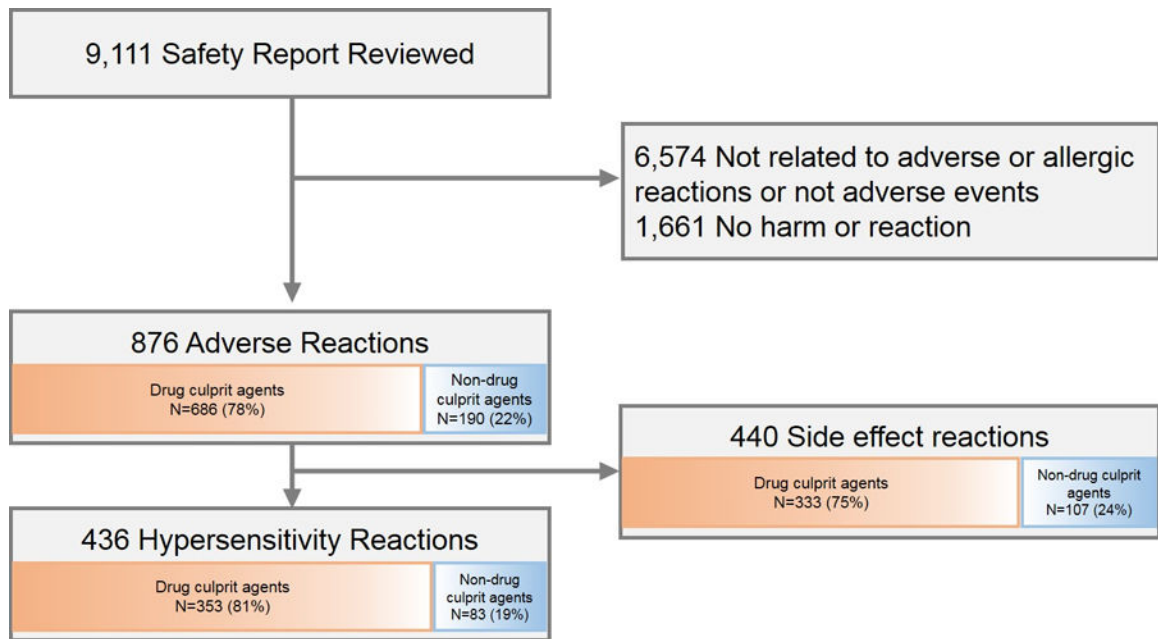 9,111 Safety Report Reviewed
6,574 Not related to adverse or allergic
reactions or not adverse events
1,661 No harm or reaction
876 Adverse Reactions
Drug culprit agents
N=686 (78%)
Non-drug
culprit agents
N=190 (22%)
440 Side effect reactions
Drug culprit agents
N=333 (75%)
Non-drug culprit
agents
N=107 (24%)
436 Hypersensitivity Reactions
Drug culprit agents
N=353 (81%)
Non-drug
culprit agents
N=83 (19%)